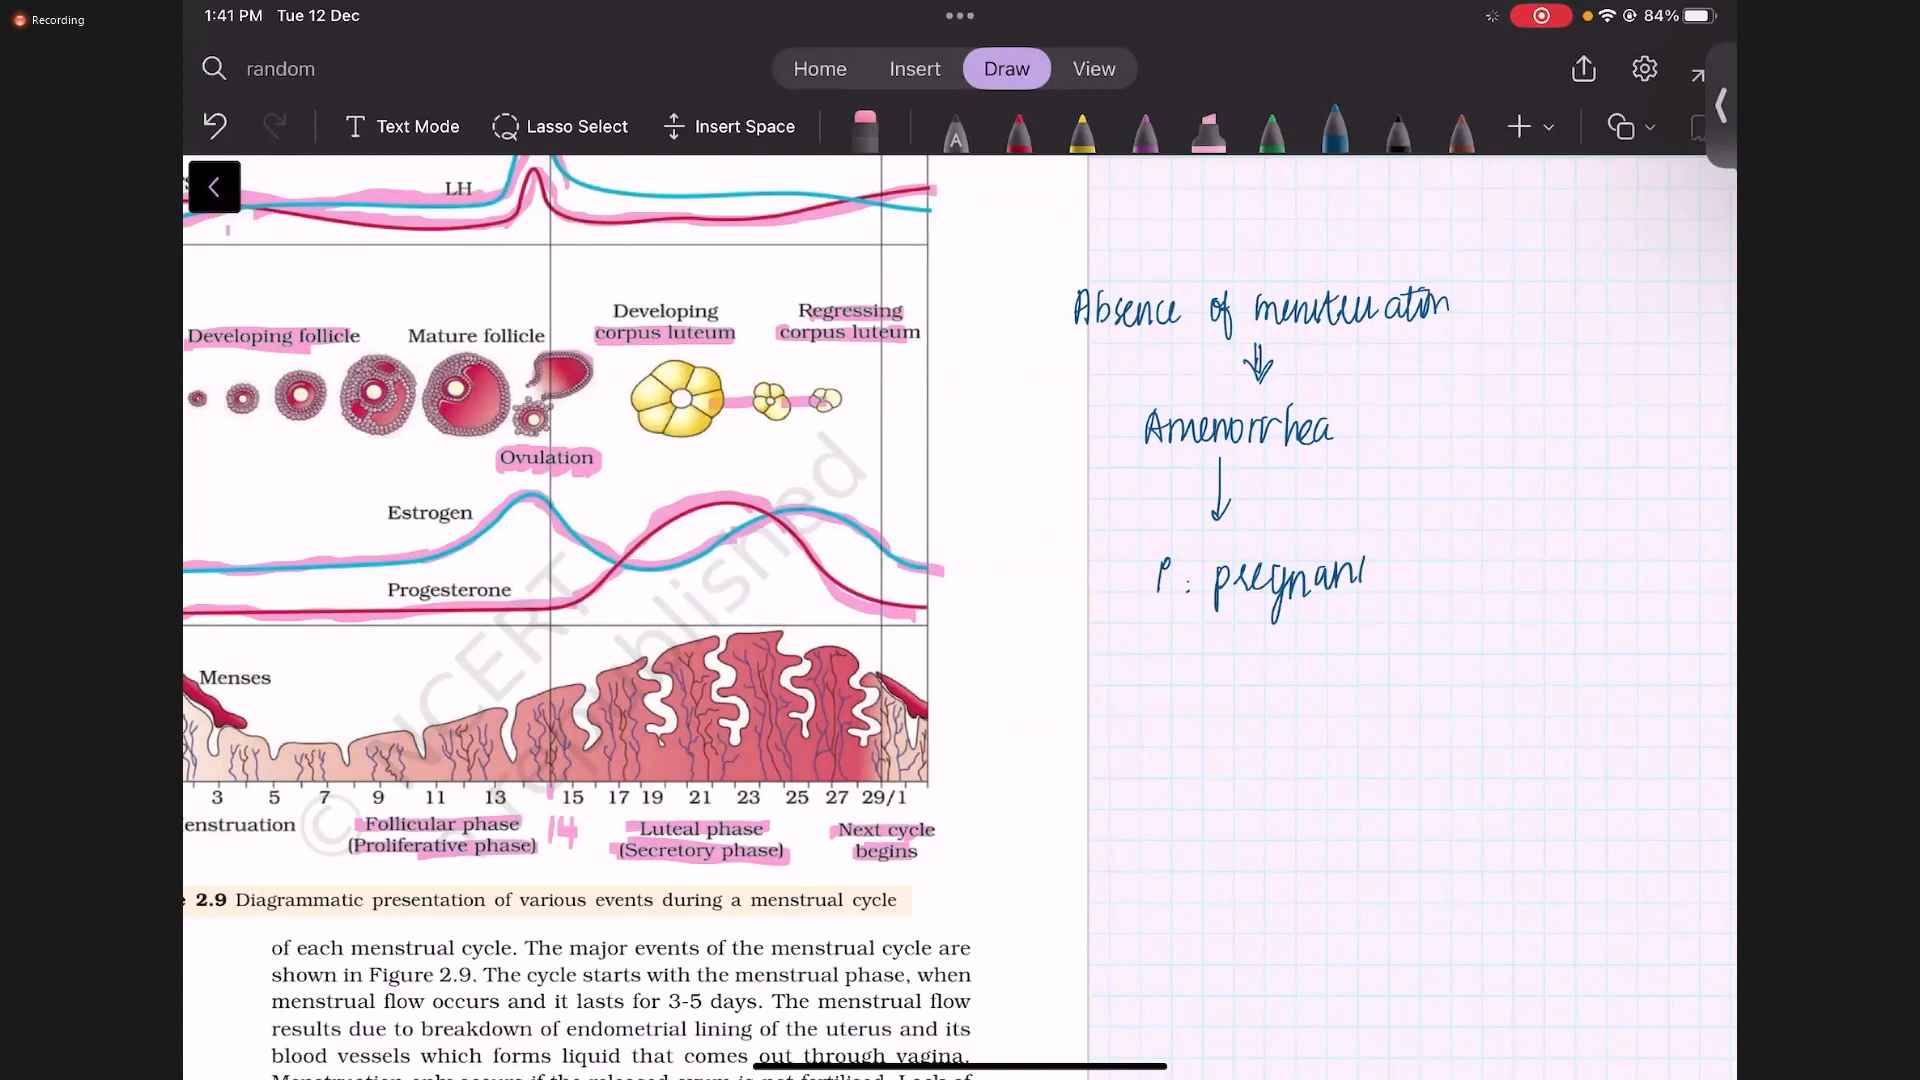 Recording
1:41 PM Tue 12 Dec
84%
random
Home Insert Draw View
Text Mode Lasso Select Insert Space
A
LH
Developing follicle
Mature follicle
Developing
corpus luteum
Regressing
corpus luteum
Ovulation
Estrogen
Progesterone
Menses
3 5 7 9 11 13 15 17 19 21 23 25 27 29/1
enstruation
Follicular phase
(Proliferative phase)
14
Luteal phase
(Secretory phase)
Next cycle
begins
© NCERT
republished
2.9 Diagrammatic presentation of various events during a menstrual cycle
of each menstrual cycle. The major events of the menstrual cycle are
shown in Figure 2.9. The cycle starts with the menstrual phase, when
menstrual flow occurs and it lasts for 3-5 days. The menstrual flow
results due to breakdown of endometrial lining of the uterus and its
blood vessels which forms liquid that comes out through vagina.
Absence of menstruation
Amenorrhea
P : pregnan